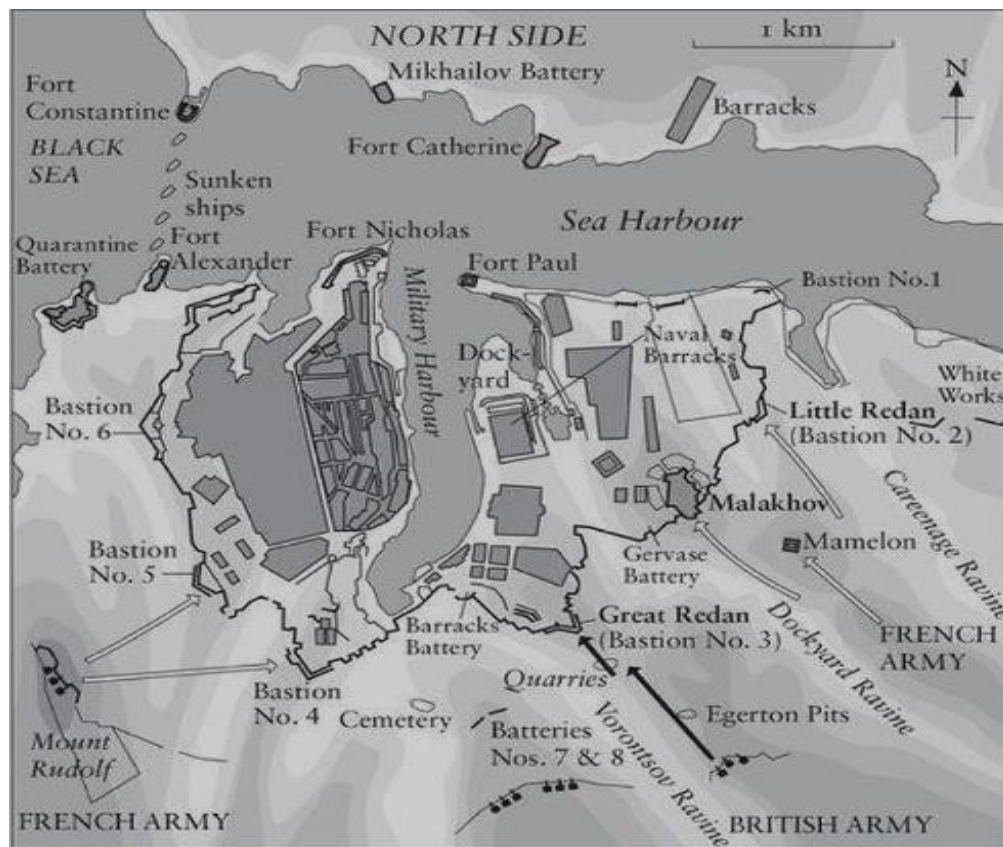 NORTH SIDE
1 km
Mikhailov Battery
N
Fort
Constantine
Barracks
BLACK
SEA
Fort Catherine
Sunken
ships
Sea Harbour
Fort Nicholas
Quarantine
Battery
Fort
Alexander
Fort Paul
Bastion No.1
Military Harbour
Naval
Barracks
Dock-
yard
White
Works
Bastion
No. 6
Little Redan
(Bastion No. 2)
Careenage Ravine
Malakhov
Mamelon
Gervase
Battery
Bastion
No. 5
Great Redan
(Bastion No. 3)
Barracks
Battery
Dockyard Ravine
FRENCH
ARMY
Quarries
Bastion
No. 4
Cemetery
Egerton Pits
Batteries
Nos. 7 & 8
Vorontsov Ravine
Mount
Rudolf
FRENCH ARMY
BRITISH ARMY